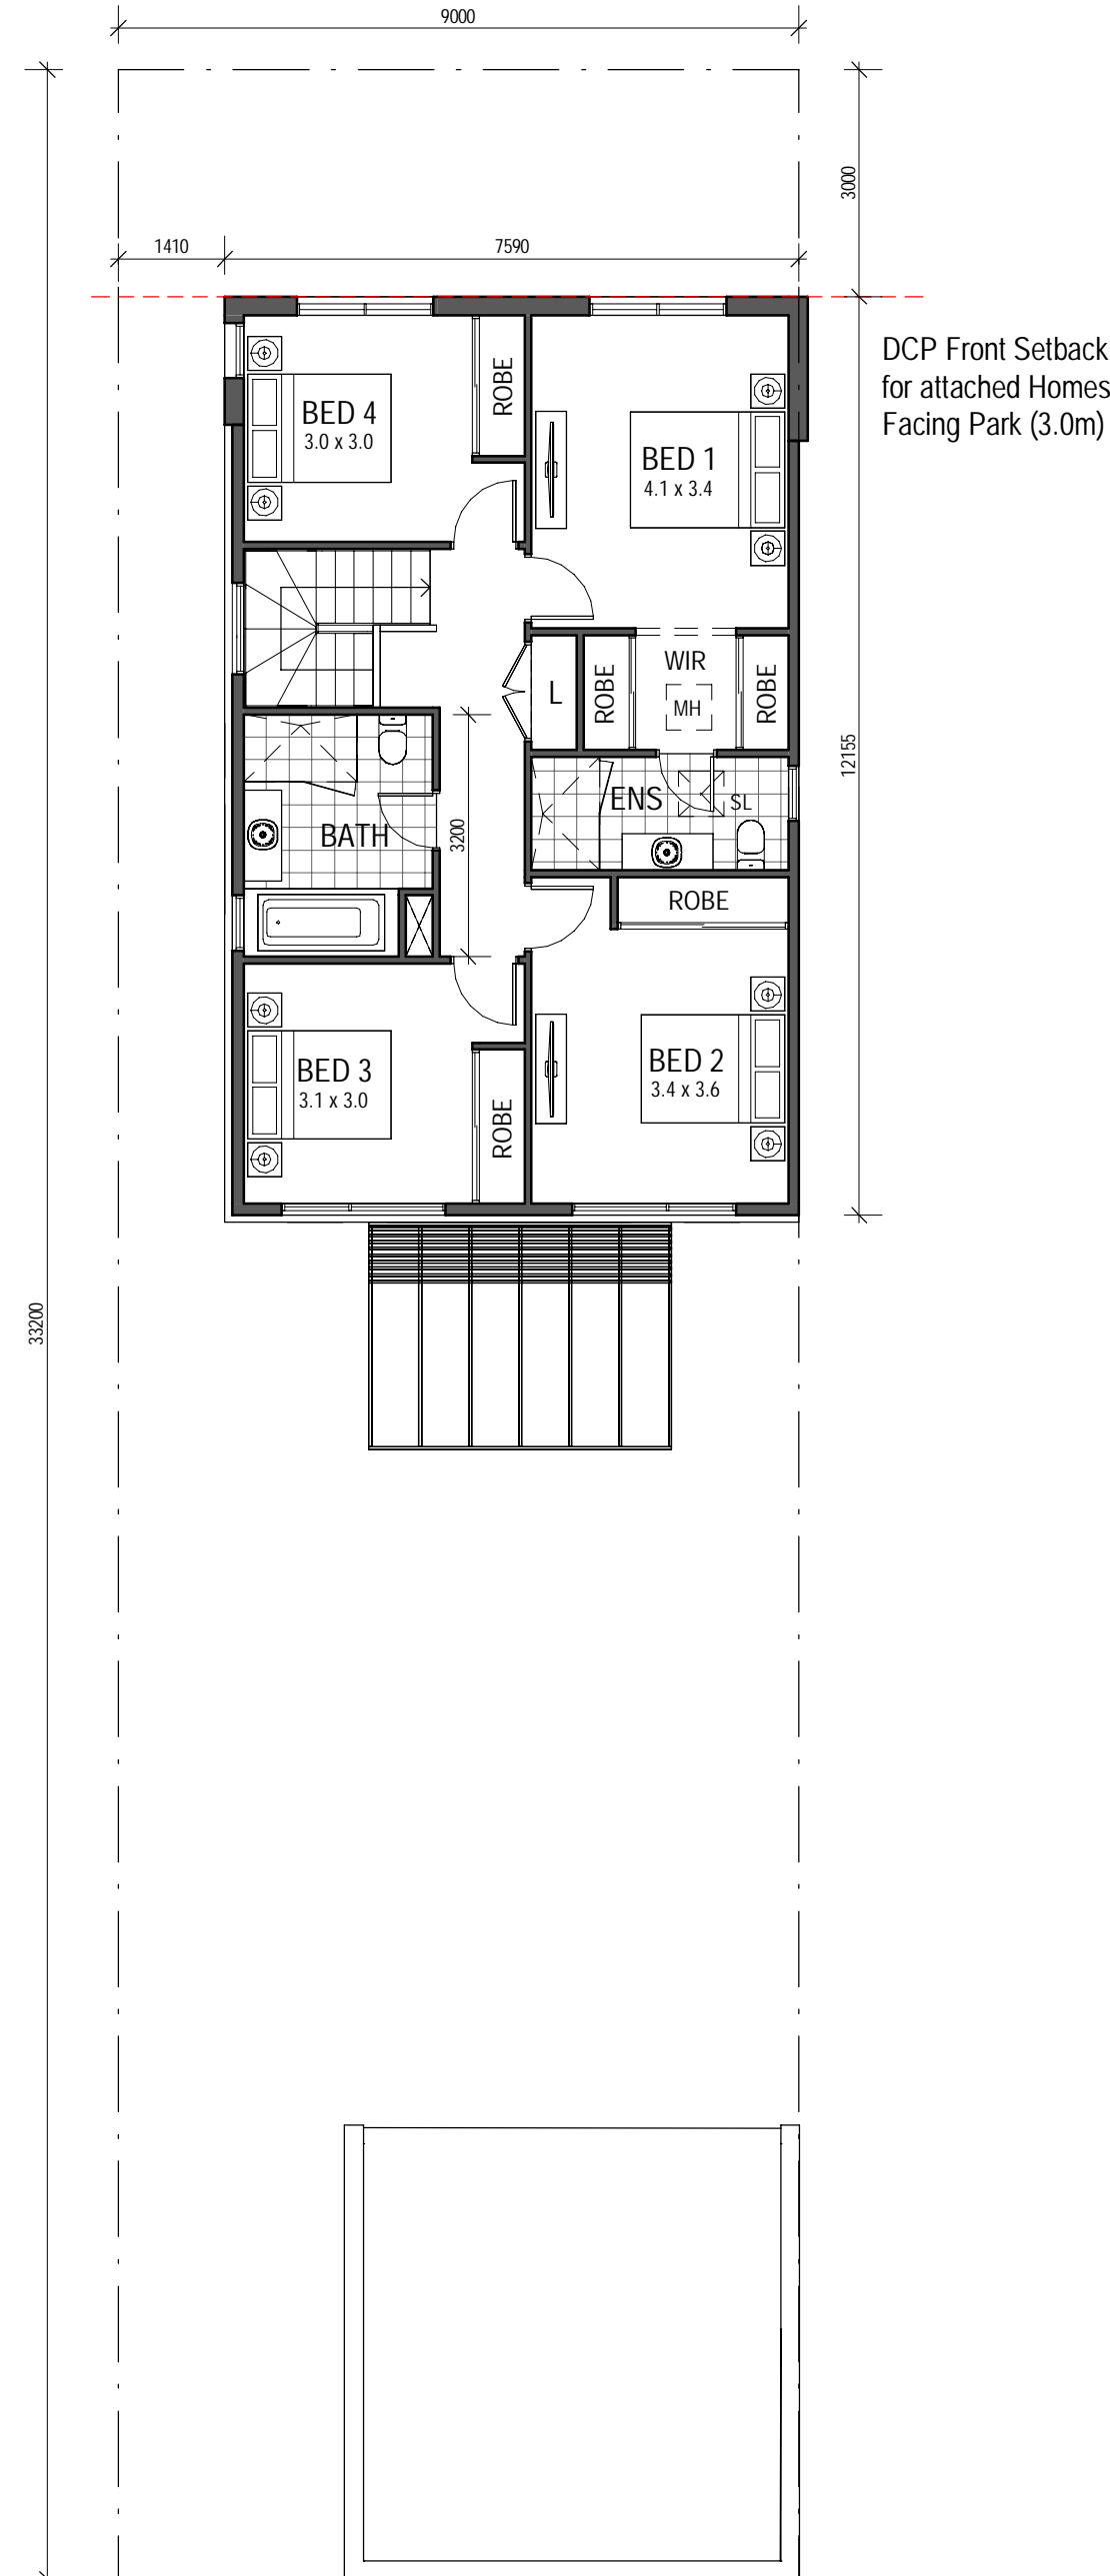 9000
3000
1410
7590
DCP Front Setback
for attached Homes
Facing Park (3.0m)
BED 4
3.0 x 3.0
ROBE
BED 1
4.1 x 3.4
ROBE
WIR
MH
ROBE
L
12155
BATH
3200
ENS
SL
ROBE
BED 3
3.1 x 3.0
ROBE
BED 2
3.4 x 3.6
33200